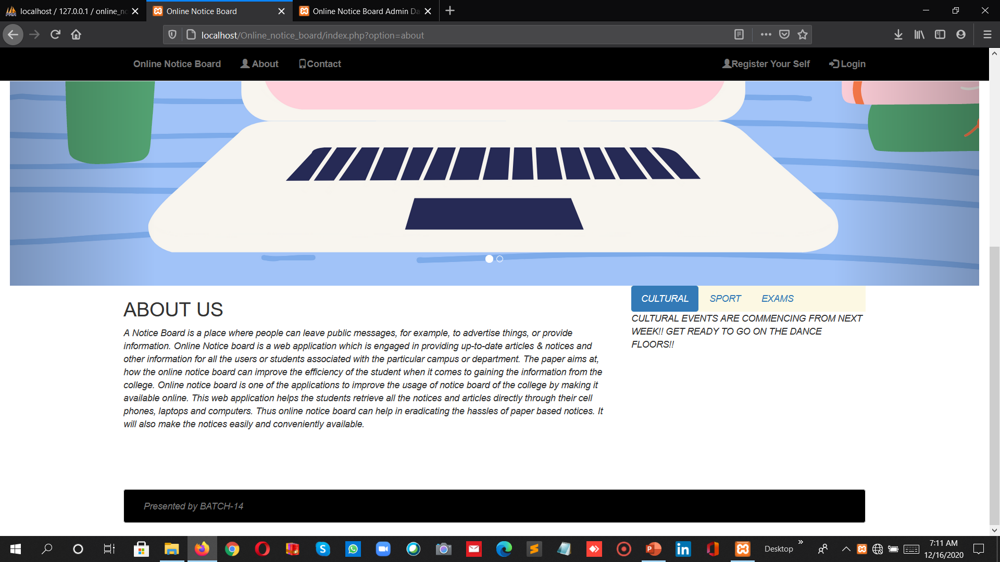 localhost / 127.0.0.1 / online_no
Online Notice Board
Online Notice Board Admin Da
localhost/Online_notice_board/index.php?option=about
Online Notice Board
About
Contact
Register Your Self
Login
ABOUT US
A Notice Board is a place where people can leave public messages, for example, to advertise things, or provide
information. Online Notice board is a web application which is engaged in providing up-to-date articles & notices and
other information for all the users or students associated with the particular campus or department. The paper aims at,
how the online notice board can improve the efficiency of the student when it comes to gaining the information from the
college. Online notice board is one of the applications to improve the usage of notice board of the college by making it
available online. This web application helps the students retrieve all the notices and articles directly through their cell
phones, laptops and computers. Thus online notice board can help in eradicating the hassles of paper based notices. It
will also make the notices easily and conveniently available.
CULTURAL SPORT EXAMS
CULTURAL EVENTS ARE COMMENCING FROM NEXT
WEEK!! GET READY TO GO ON THE DANCE
FLOORS!!
Presented by BATCH-14
Desktop
7:11 AM
12/16/2020